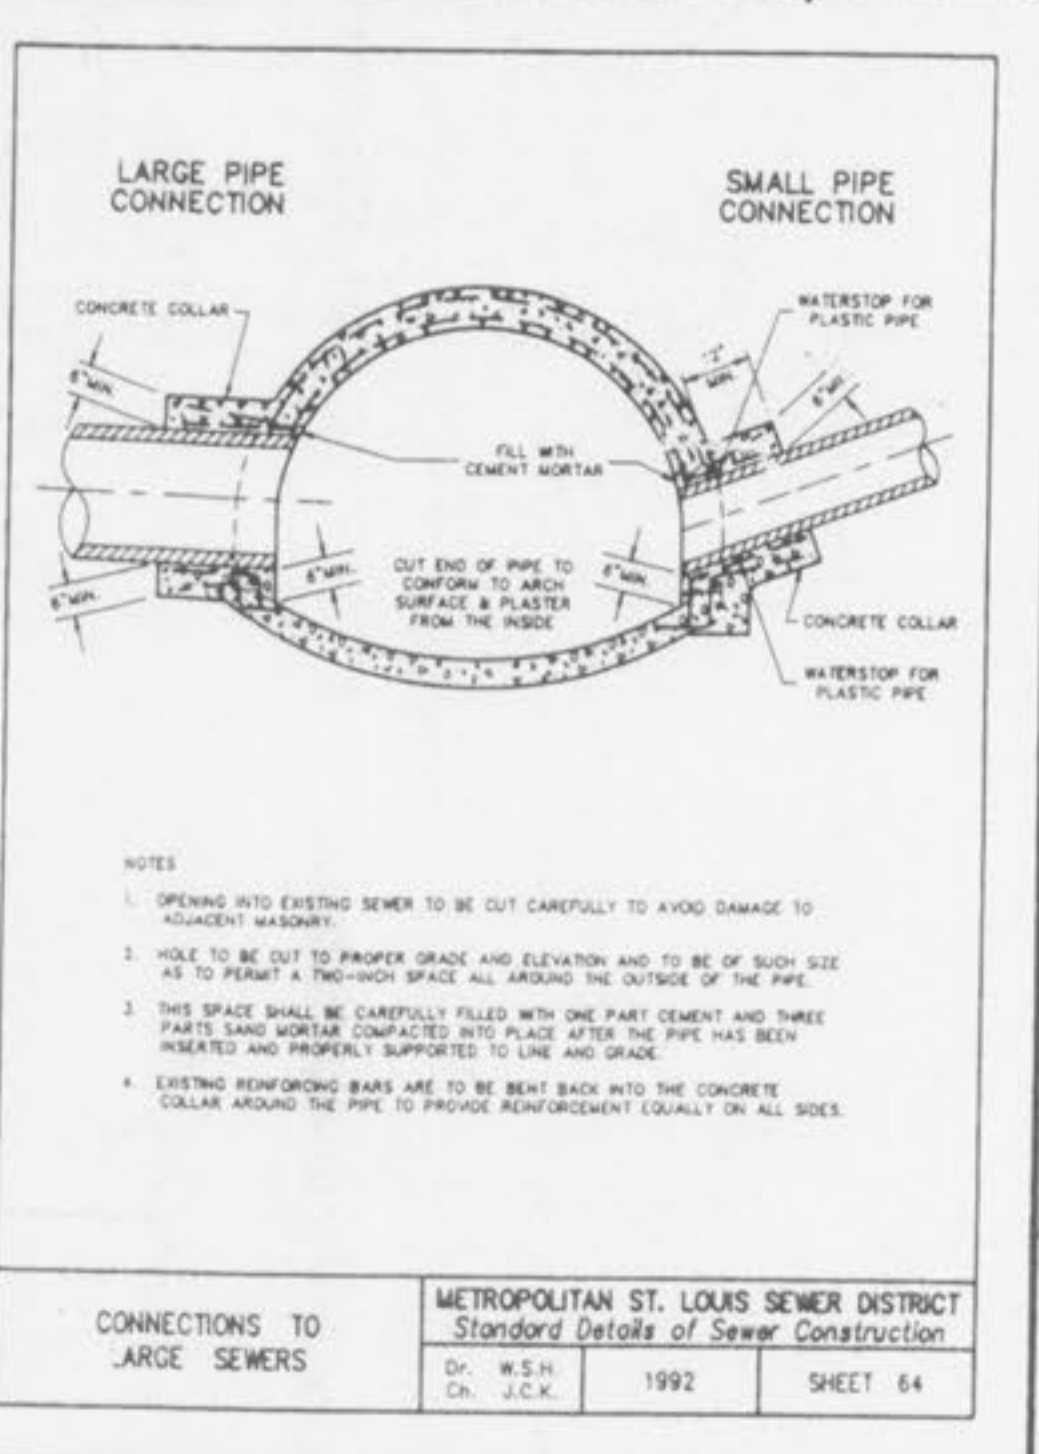 LARGE PIPE
CONNECTION
SMALL PIPE
CONNECTION
CONCRETE COLLAR
WATERSTOP FOR
PLASTIC PIPE
6" MIN.
MIN.
6" MIN.
FILL WITH
CEMENT MORTAR
6" MIN.
6" MIN.
CUT END OF PIPE TO
CONFORM TO ARCH
SURFACE & PLASTER
FROM THE INSIDE
6" MIN.
CONCRETE COLLAR
WATERSTOP FOR
PLASTIC PIPE
NOTES
1. OPENING INTO EXISTING SEWER TO BE CUT CAREFULLY TO AVOID DAMAGE TO
ADJACENT MASONRY.
2. HOLE TO BE CUT TO PROPER GRADE AND ELEVATION AND TO BE OF SUCH SIZE
AS TO PERMIT A TWO-INCH SPACE ALL AROUND THE OUTSIDE OF THE PIPE.
3. THIS SPACE SHALL BE CAREFULLY FILLED WITH ONE PART CEMENT AND THREE
PARTS SAND MORTAR COMPACTED INTO PLACE AFTER THE PIPE HAS BEEN
INSERTED AND PROPERLY SUPPORTED TO LINE AND GRADE.
4. EXISTING REINFORCING BARS ARE TO BE BENT BACK INTO THE CONCRETE
COLLAR AROUND THE PIPE TO PROVIDE REINFORCEMENT EQUALLY ON ALL SIDES.
CONNECTIONS TO
LARGE SEWERS
METROPOLITAN ST. LOUIS SEWER DISTRICT
Standard Details of Sewer Construction
Dr. W.S.H.
Ch. J.C.K.
1992
SHEET 64